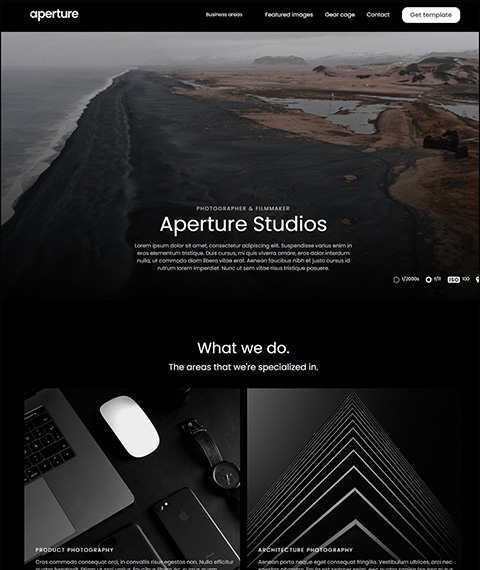 aperture
Business areas
Featured images
Gear cage
Contact
Get template
PHOTOGRAPHER & FILMMAKER
Aperture Studios
Lorem ipsum dolor sit amet, consectetur adipiscing elit. Suspendisse varius enim in
eros elementum tristique. Duis cursus, mi quis viverra ornare, eros dolor interdum
nulla, ut commodo diam libero vitae erat. Aenean faucibus nibh et justo cursus id
rutrum lorem imperdiet. Nunc ut sem vitae risus tristique posuere.
1/2000s
f/11
ISO 100
What we do.
The areas that we're specialized in.
PRODUCT PHOTOGRAPHY
Cras commodo consequat orci, in convallis risus egestas non. Nulla efficitur
ARCHITECTURE PHOTOGRAPHY
Aenean porta neque eget consequat fringilla. Vestibulum ultrices, orci nec